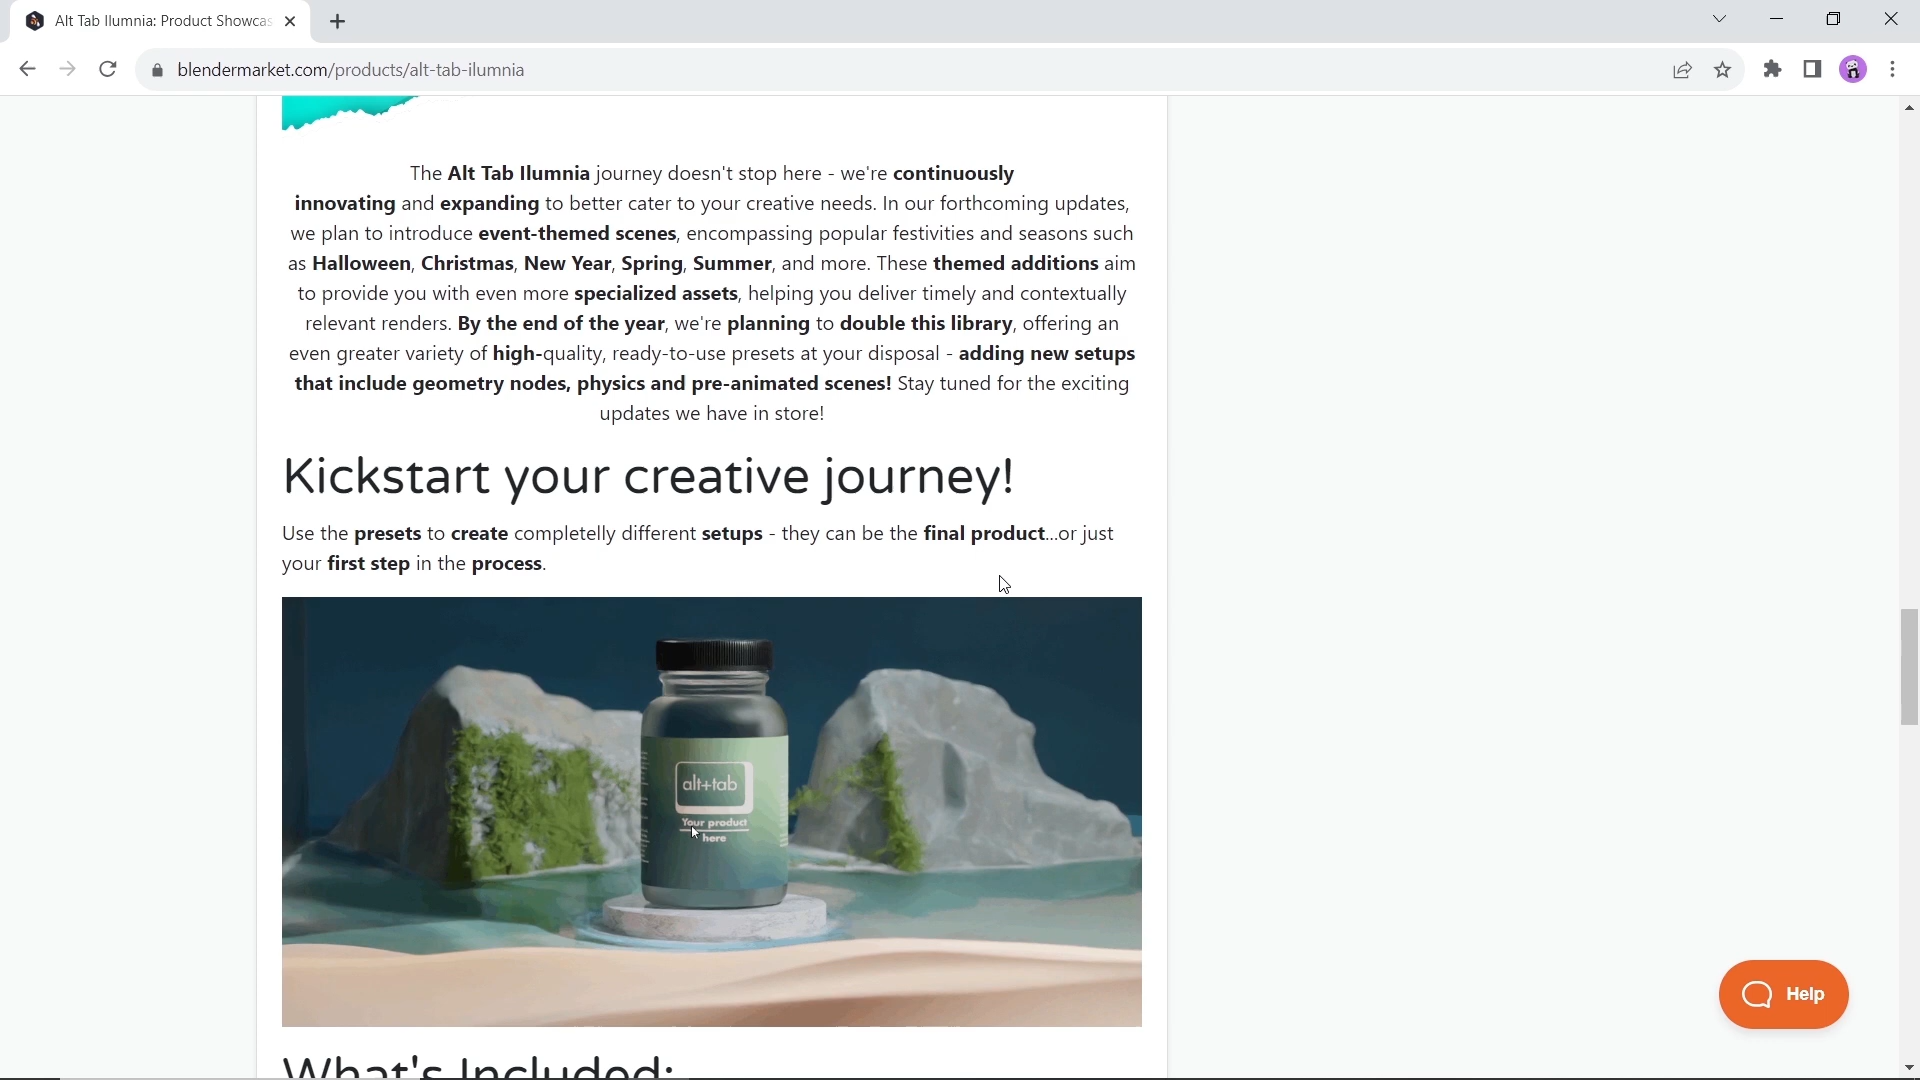 Alt Tab Ilumnia: Product Showcas
blendermarket.com/products/alt-tab-ilumnia
The Alt Tab Ilumnia journey doesn't stop here - we're continuously
innovating and expanding to better cater to your creative needs. In our forthcoming updates,
we plan to introduce event-themed scenes, encompassing popular festivities and seasons such
as Halloween, Christmas, New Year, Spring, Summer, and more. These themed additions aim
to provide you with even more specialized assets, helping you deliver timely and contextually
relevant renders. By the end of the year, we're planning to double this library, offering an
even greater variety of high-quality, ready-to-use presets at your disposal - adding new setups
that include geometry nodes, physics and pre-animated scenes! Stay tuned for the exciting
updates we have in store!
Kickstart your creative journey!
Use the presets to create completelly different setups - they can be the final product...or just
your first step in the process.
alt+tab
Your product
here
What's Included:
Help